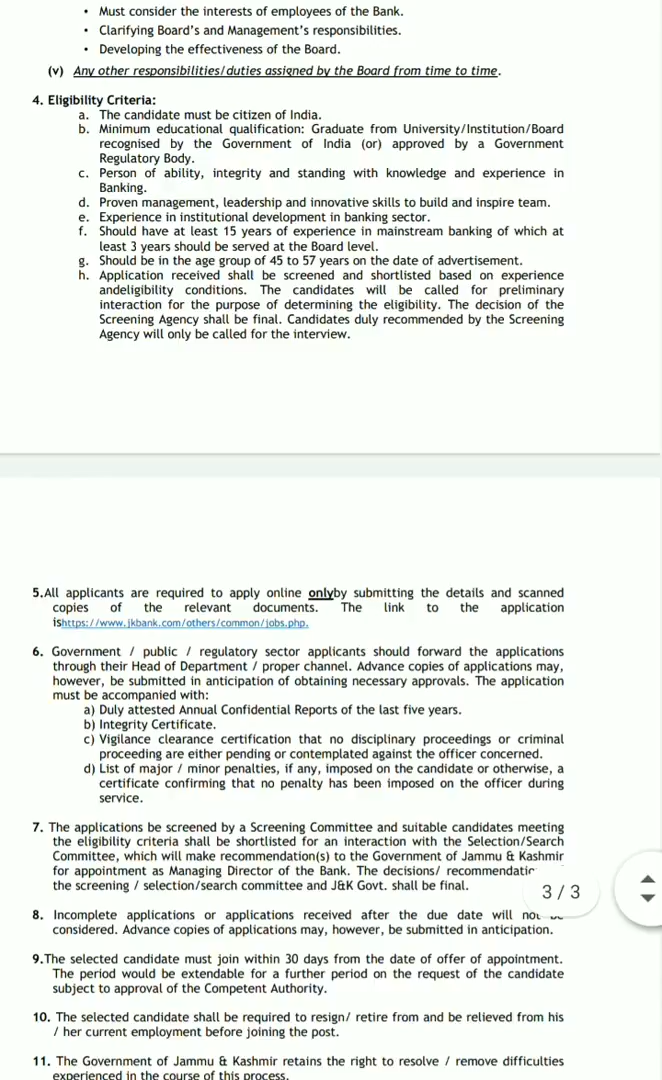 • Must consider the interests of employees of the Bank.
• Clarifying Board's and Management's responsibilities.
• Developing the effectiveness of the Board.
(v) Any other responsibilities/duties assigned by the Board from time to time.
4. Eligibility Criteria:
a. The candidate must be citizen of India.
b. Minimum educational qualification: Graduate from University/Institution/Board
recognised by the Government of India (or) approved by a Government
Regulatory Body.
c. Person of ability, integrity and standing with knowledge and experience in
Banking.
d. Proven management, leadership and innovative skills to build and inspire team.
e. Experience in institutional development in banking sector.
f. Should have at least 15 years of experience in mainstream banking of which at
least 3 years should be served at the Board level.
g. Should be in the age group of 45 to 57 years on the date of advertisement.
h. Application received shall be screened and shortlisted based on experience
andeligibility conditions. The candidates will be called for preliminary
interaction for the purpose of determining the eligibility. The decision of the
Screening Agency shall be final. Candidates duly recommended by the Screening
Agency will only be called for the interview.
5.All applicants are required to apply online onlyby submitting the details and scanned
copies of the relevant documents. The link to the application
ishttps://www.jkbank.com/others/common/jobs.php.
6. Government / public / regulatory sector applicants should forward the applications
through their Head of Department / proper channel. Advance copies of applications may,
however, be submitted in anticipation of obtaining necessary approvals. The application
must be accompanied with:
a) Duly attested Annual Confidential Reports of the last five years.
b) Integrity Certificate.
c) Vigilance clearance certification that no disciplinary proceedings or criminal
proceeding are either pending or contemplated against the officer concerned.
d) List of major / minor penalties, if any, imposed on the candidate or otherwise, a
certificate confirming that no penalty has been imposed on the officer during
service.
7. The applications be screened by a Screening Committee and suitable candidates meeting
the eligibility criteria shall be shortlisted for an interaction with the Selection/Search
Committee, which will make recommendation(s) to the Government of Jammu & Kashmir
for appointment as Managing Director of the Bank. The decisions/ recommendatio
the screening / selection/search committee and J&K Govt. shall be final.
3 / 3
8. Incomplete applications or applications received after the due date will not
considered. Advance copies of applications may, however, be submitted in anticipation.
9.The selected candidate must join within 30 days from the date of offer of appointment.
The period would be extendable for a further period on the request of the candidate
subject to approval of the Competent Authority.
10. The selected candidate shall be required to resign/ retire from and be relieved from his
/ her current employment before joining the post.
11. The Government of Jammu & Kashmir retains the right to resolve / remove difficulties
experienced in the course of this process.